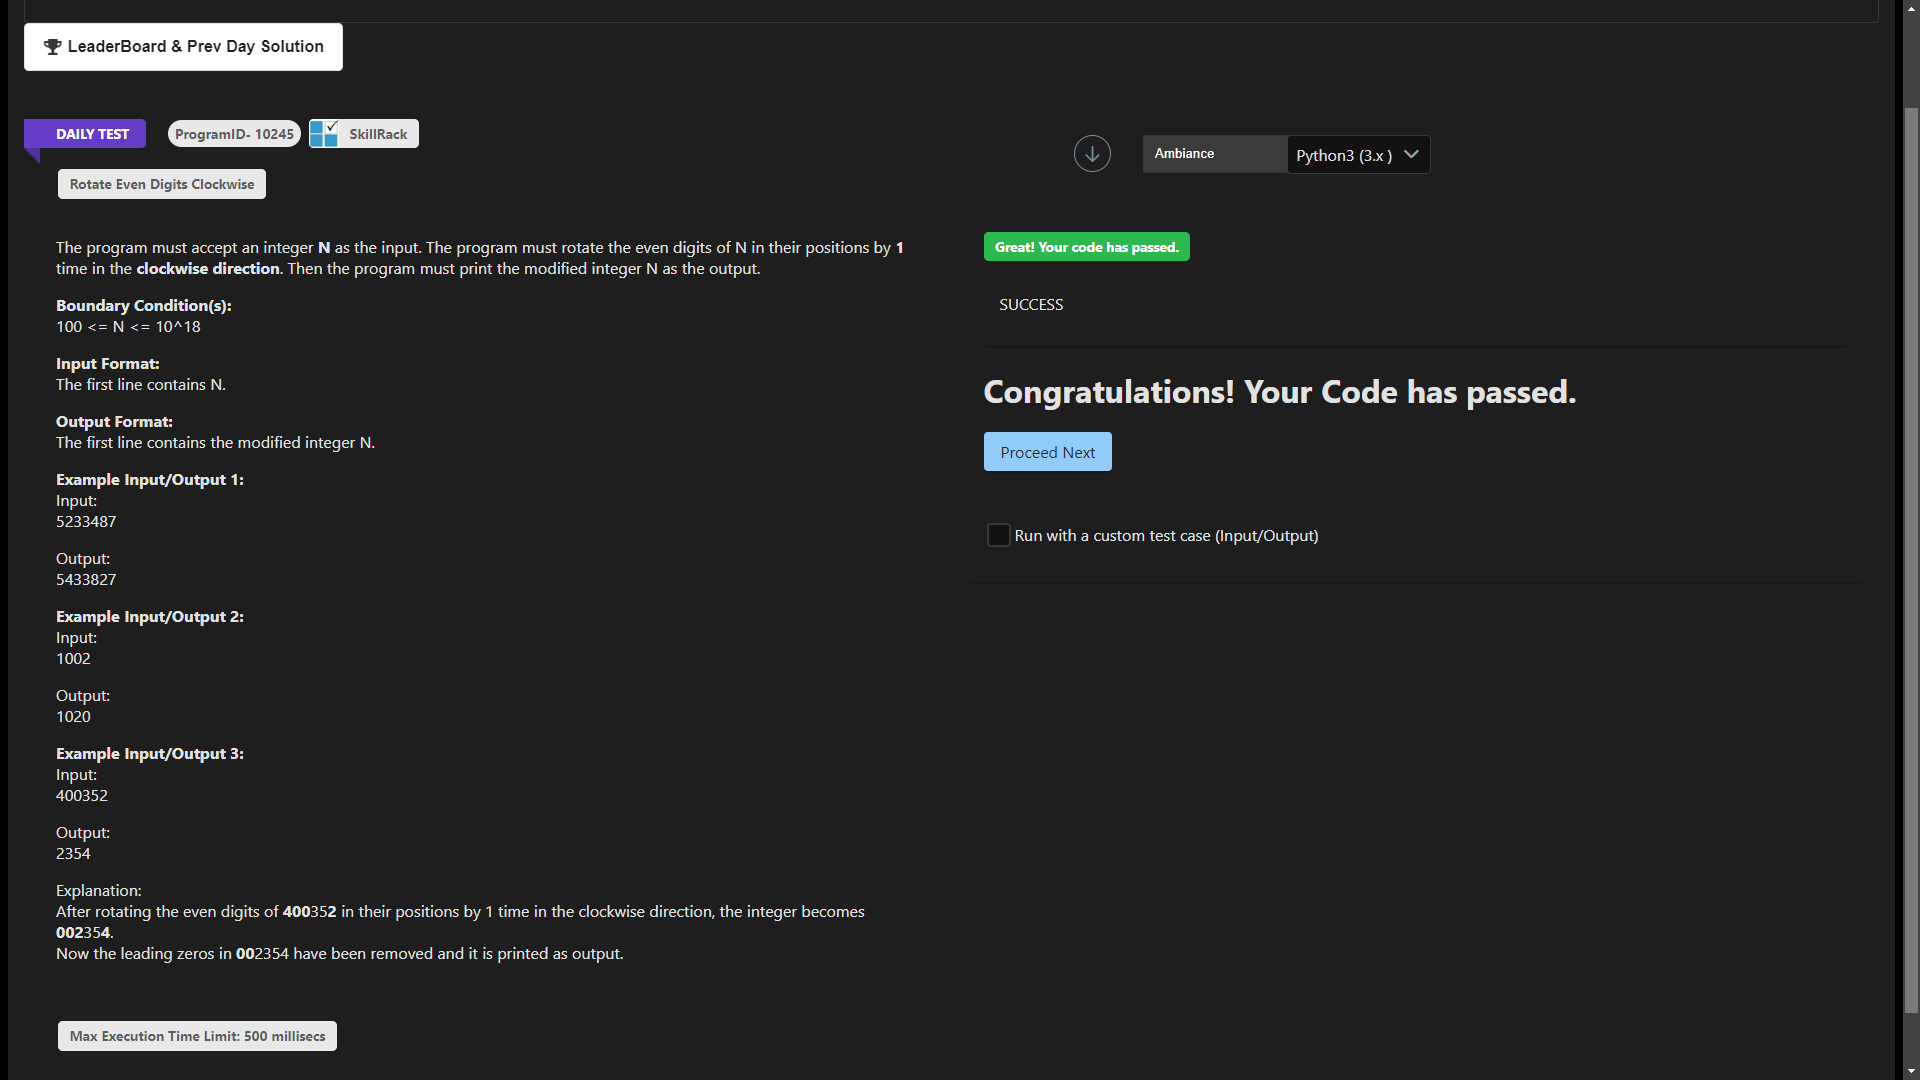 LeaderBoard & Prev Day Solution
DAILY TEST
ProgramID- 10245
SkillRack
Ambiance
Python3 (3.x )
Rotate Even Digits Clockwise
The program must accept an integer N as the input. The program must rotate the even digits of N in their positions by 1
time in the clockwise direction. Then the program must print the modified integer N as the output.
Boundary Condition(s):
100 <= N <= 10^18
Input Format:
The first line contains N.
Output Format:
The first line contains the modified integer N.
Example Input/Output 1:
Input:
5233487
Output:
5433827
Example Input/Output 2:
Input:
1002
Output:
1020
Example Input/Output 3:
Input:
400352
Output:
2354
Explanation:
After rotating the even digits of 400352 in their positions by 1 time in the clockwise direction, the integer becomes
002354.
Now the leading zeros in 002354 have been removed and it is printed as output.
Max Execution Time Limit: 500 millisecs
Great! Your code has passed.
SUCCESS
Congratulations! Your Code has passed.
Proceed Next
Run with a custom test case (Input/Output)